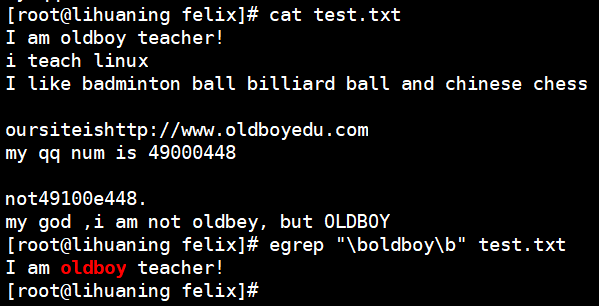 [root@lihuaning felix]# cat test.txt
I am oldboy teacher!
i teach linux
I like badminton ball billiard ball and chinese chess
oursiteishttp://www.oldboyedu.com
my qq num is 49000448
not49100e448.
my god ,i am not oldbey, but OLDBOY
[root@lihuaning felix]# egrep "\boldboy\b" test.txt
I am oldboy teacher!
[root@lihuaning felix]#